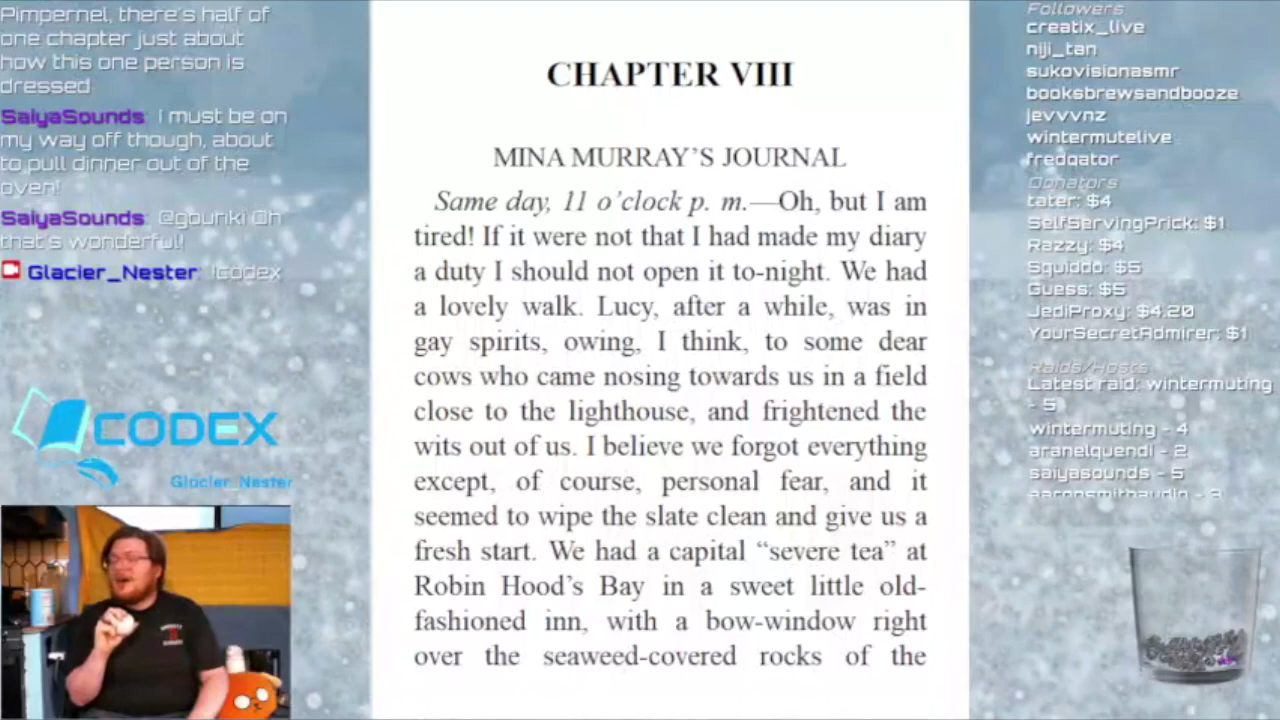 Pimpernel, there's half of
one chapter just about
how this one person is
dressed
SaiyaSounds: I must be on
my way off though, about
to pull dinner out of the
oven!
SaiyaSounds: @gouriki Oh
that's wonderful!
Glacier_Nester: !codex
CODEX
Glacier_Nester
CHAPTER VIII
MINA MURRAY'S JOURNAL
Same day, 11 o'clock p. m.—Oh, but I am
tired! If it were not that I had made my diary
a duty I should not open it to-night. We had
a lovely walk. Lucy, after a while, was in
gay spirits, owing, I think, to some dear
cows who came nosing towards us in a field
close to the lighthouse, and frightened the
wits out of us. I believe we forgot everything
except, of course, personal fear, and it
seemed to wipe the slate clean and give us a
fresh start. We had a capital “severe tea” at
Robin Hood's Bay in a sweet little old-
fashioned inn, with a bow-window right
over the seaweed-covered rocks of the
Followers
creatix_live
niji_tan
sukovisionasmr
booksbrewsandbooze
jevvvnz
wintermutelive
fredgator
Donators
tater: $4
SelfServingPrick: $1
Razzy: $4
Squiddo: $5
Guess: $5
JediProxy: $4.20
YourSecretAdmirer: $1
Raids/Hosts
Latest raid: wintermuting
- 5
wintermuting - 4
aranelquendi - 2
saiyasounds - 5